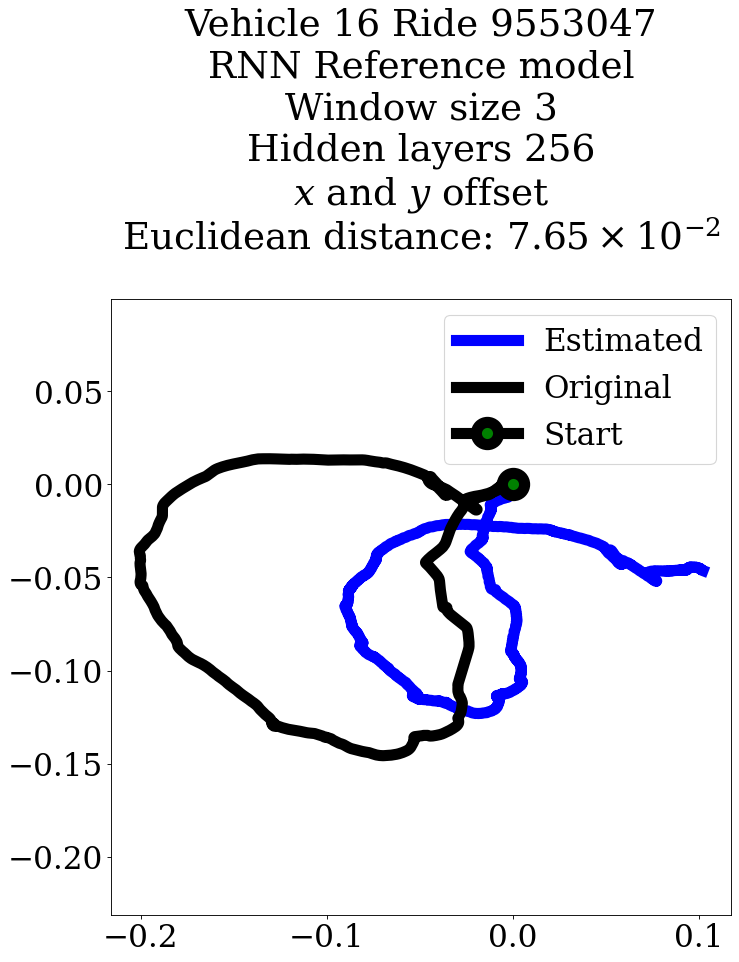 Vehicle 16 Ride 9553047
RNN Reference model
Window size 3
Hidden layers 256
x and y offset
Euclidean distance: 7.65 × 10⁻²
Estimated
Original
Start
0.05
0.00
−0.05
−0.10
−0.15
−0.20
−0.2
−0.1
0.0
0.1